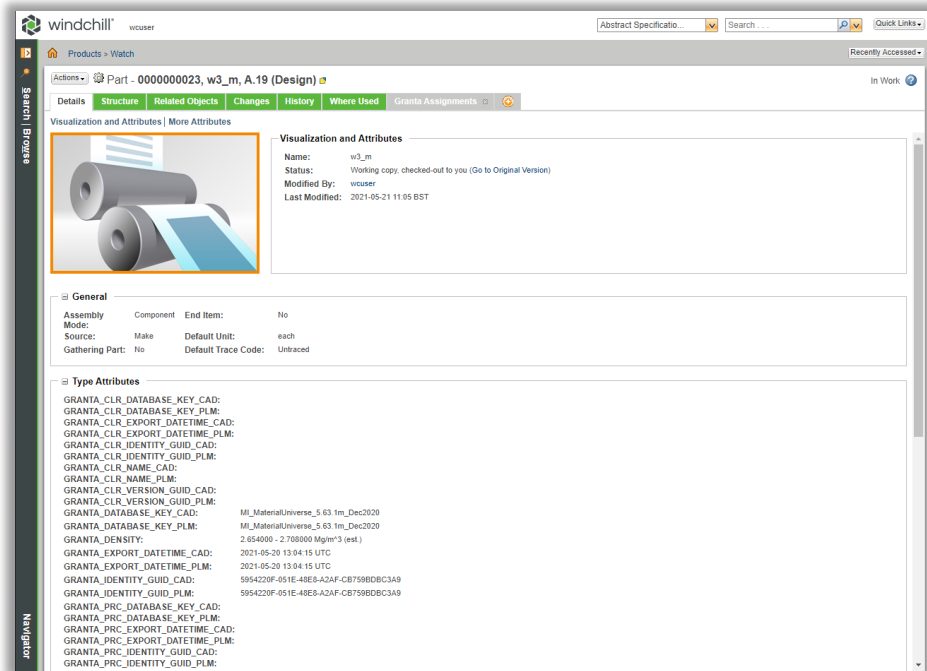 windchill® wcuser Abstract Specificatio... Search . . . Quick Links
Products > Watch Recently Accessed
Actions Part - 0000000023, w3_m, A.19 (Design) In Work
Details Structure Related Objects Changes History Where Used Granta Assignments
Visualization and Attributes | More Attributes
Search | Browse
Visualization and Attributes
Name: w3_m
Status: Working copy, checked-out to you (Go to Original Version)
Modified By: wcuser
Last Modified: 2021-05-21 11:05 BST
General
Assembly Mode: Component End Item: No
Source: Make Default Unit: each
Gathering Part: No Default Trace Code: Untraced
Type Attributes
GRANTA_CLR_DATABASE_KEY_CAD:
GRANTA_CLR_DATABASE_KEY_PLM:
GRANTA_CLR_EXPORT_DATETIME_CAD:
GRANTA_CLR_EXPORT_DATETIME_PLM:
GRANTA_CLR_IDENTITY_GUID_CAD:
GRANTA_CLR_IDENTITY_GUID_PLM:
GRANTA_CLR_NAME_CAD:
GRANTA_CLR_NAME_PLM:
GRANTA_CLR_VERSION_GUID_CAD:
GRANTA_CLR_VERSION_GUID_PLM:
GRANTA_DATABASE_KEY_CAD: MI_MaterialUniverse_5.63.1m_Dec2020
GRANTA_DATABASE_KEY_PLM: MI_MaterialUniverse_5.63.1m_Dec2020
GRANTA_DENSITY: 2.654000 - 2.708000 Mg/m^3 (est.)
GRANTA_EXPORT_DATETIME_CAD: 2021-05-20 13:04:15 UTC
GRANTA_EXPORT_DATETIME_PLM: 2021-05-20 13:04:15 UTC
GRANTA_IDENTITY_GUID_CAD: 5954220F-051E-48E8-A2AF-CB759BDBC3A9
GRANTA_IDENTITY_GUID_PLM: 5954220F-051E-48E8-A2AF-CB759BDBC3A9
GRANTA_PRC_DATABASE_KEY_CAD:
GRANTA_PRC_DATABASE_KEY_PLM:
GRANTA_PRC_EXPORT_DATETIME_CAD:
GRANTA_PRC_EXPORT_DATETIME_PLM:
GRANTA_PRC_IDENTITY_GUID_CAD:
GRANTA_PRC_IDENTITY_GUID_PLM:
Navigator